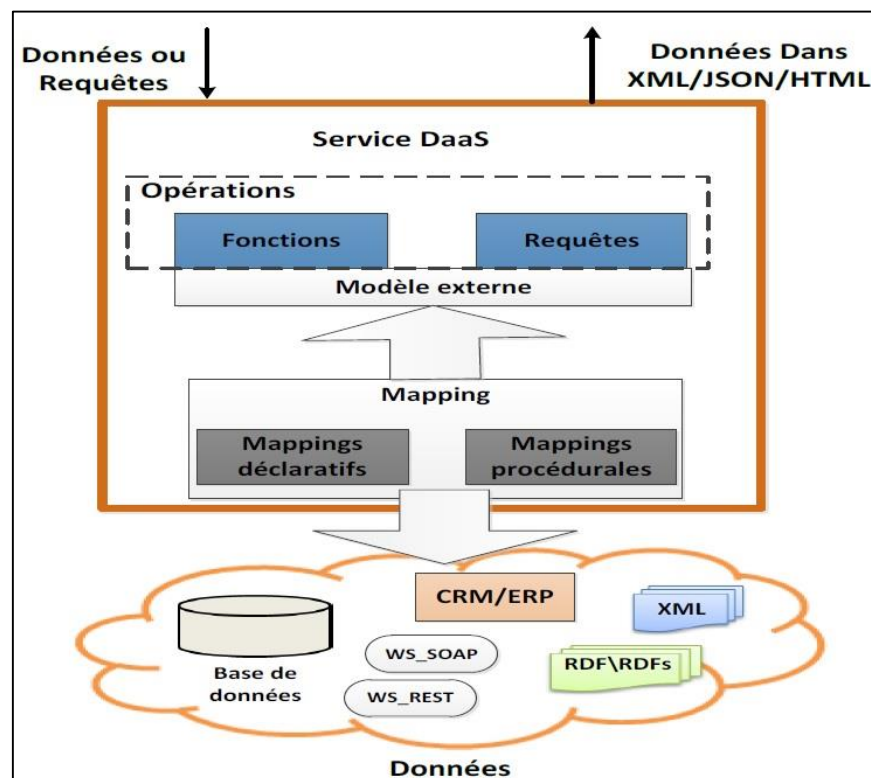 Données ou
Requêtes
Données Dans
XML/JSON/HTML
Service DaaS
Opérations
Fonctions
Requêtes
Modèle externe
Mapping
Mappings
déclaratifs
Mappings
procédurales
CRM/ERP
XML
Base de
données
WS_SOAP
WS_REST
RDF\RDFs
Données